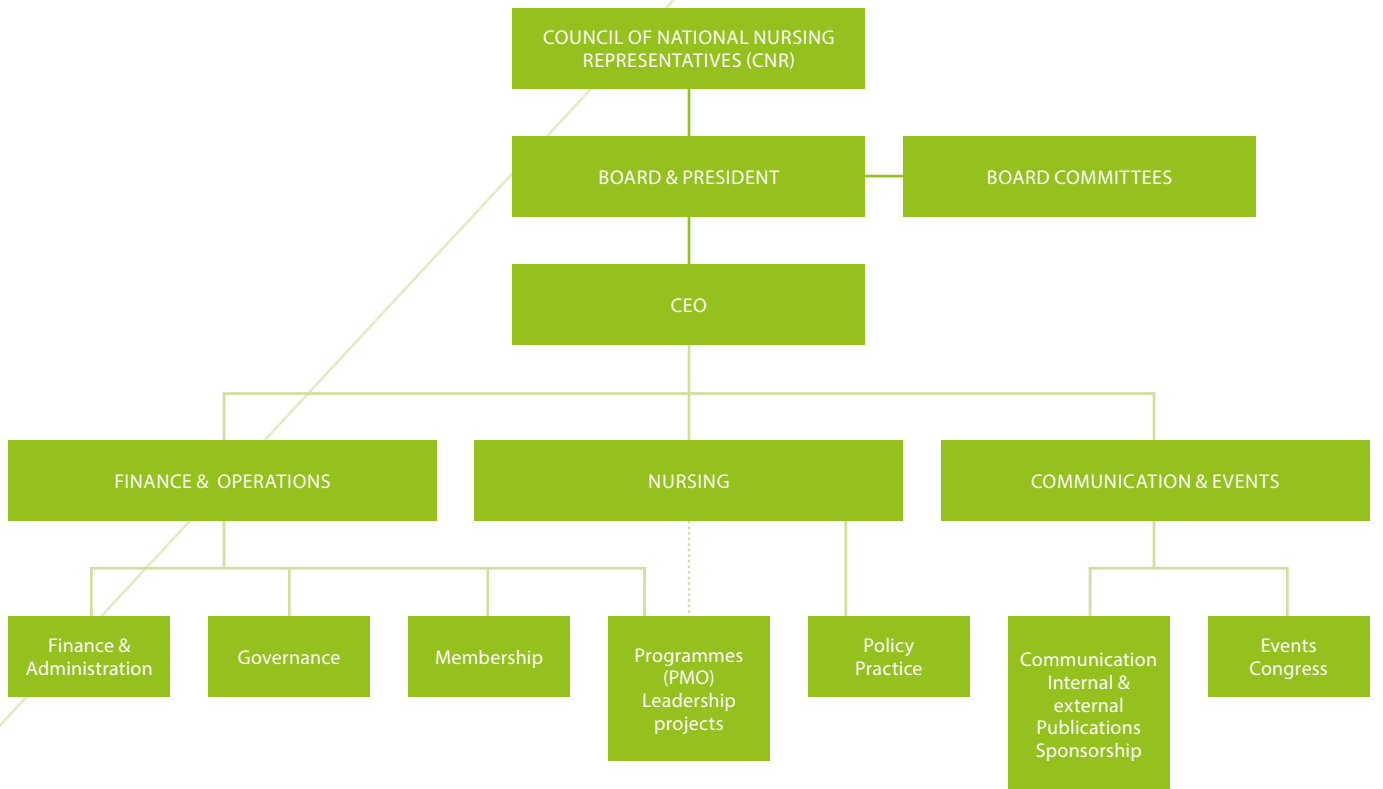 COUNCIL OF NATIONAL NURSING
REPRESENTATIVES (CNR)
BOARD & PRESIDENT
BOARD COMMITTEES
CEO
FINANCE & OPERATIONS
NURSING
COMMUNICATION & EVENTS
Finance &
Administration
Governance
Membership
Programmes
(PMO)
Leadership
projects
Policy
Practice
Communication
Internal &
external
Publications
Sponsorship
Events
Congress